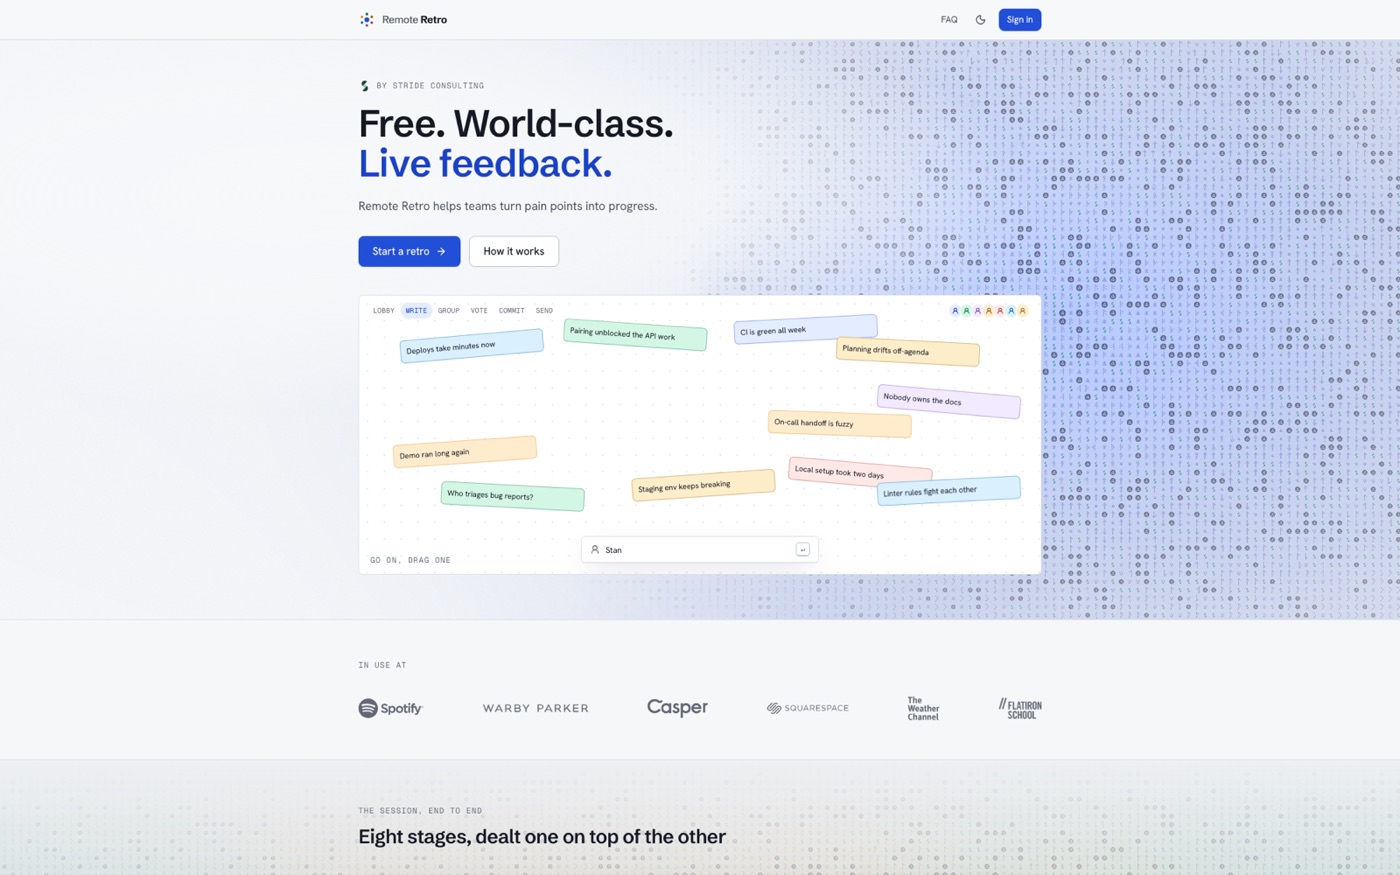 Remote Retro
FAQ
Sign in
BY STRIDE CONSULTING
Free. World-class.
Live feedback.
Remote Retro helps teams turn pain points into progress.
Start a retro →
How it works
LOBBY WRITE GROUP VOTE COMMIT SEND
Deploys take minutes now
Pairing unblocked the API work
CI is green all week
Planning drifts off-agenda
Nobody owns the docs
On-call handoff is fuzzy
Demo ran long again
Local setup took two days
Staging env keeps breaking
Linter rules fight each other
Who triages bug reports?
Stan
GO ON, DRAG ONE
IN USE AT
Spotify
WARBY PARKER
Casper
SQUARESPACE
The
Weather
Channel
FLATIRON
SCHOOL
THE SESSION, END TO END
Eight stages, dealt one on top of the other